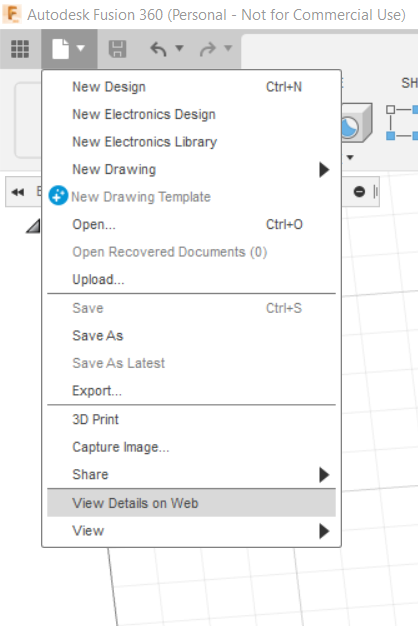 Autodesk Fusion 360 (Personal - Not for Commercial Use)
New Design Ctrl+N
New Electronics Design
New Electronics Library
New Drawing
New Drawing Template
Open... Ctrl+O
Open Recovered Documents (0)
Upload...
Save Ctrl+S
Save As
Save As Latest
Export...
3D Print
Capture Image...
Share
View Details on Web
View